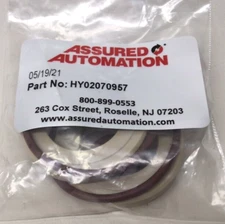 ASSURED
AUTOMATION
05/19/21
Part No: HY02070957
800-899-0553
263 Cox Street, Roselle, NJ 07203
www.assuredautomation.com